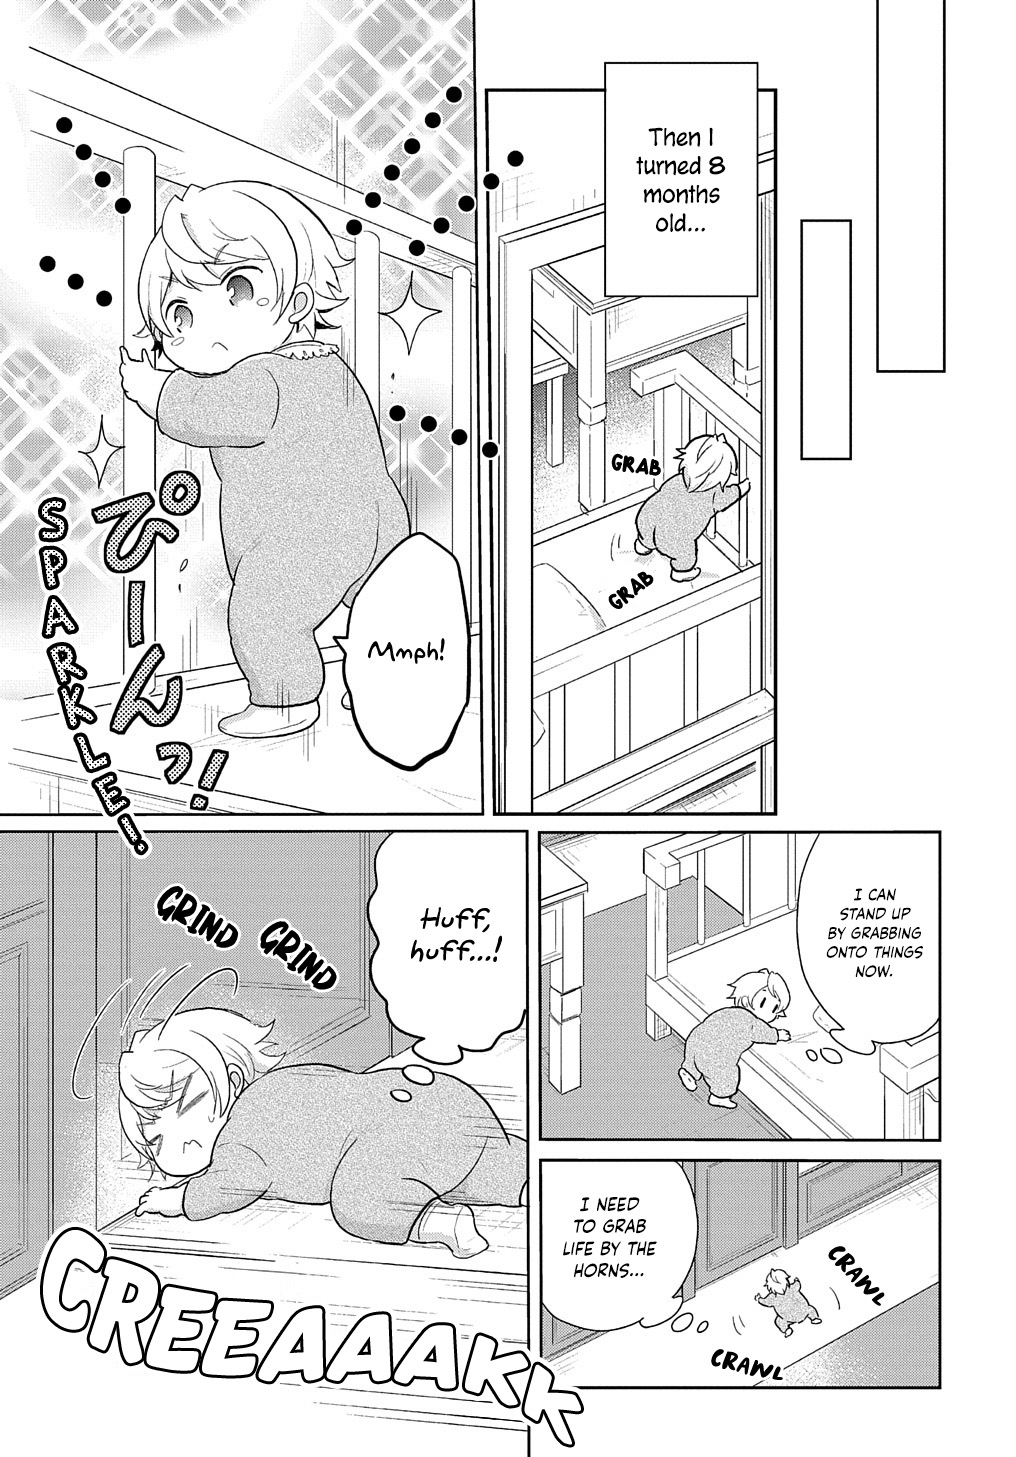 Then I
turned 8
months
old...
GRAB
GRAB
Mmph!
ぴーんっ!
SPARKLE!
I CAN
STAND UP
BY GRABBING
ONTO THINGS
NOW.
I NEED
TO GRAB
LIFE BY THE
HORNS...
CRAWL
CRAWL
Huff,
huff...!
GRIND GRIND
CREEAAAKK